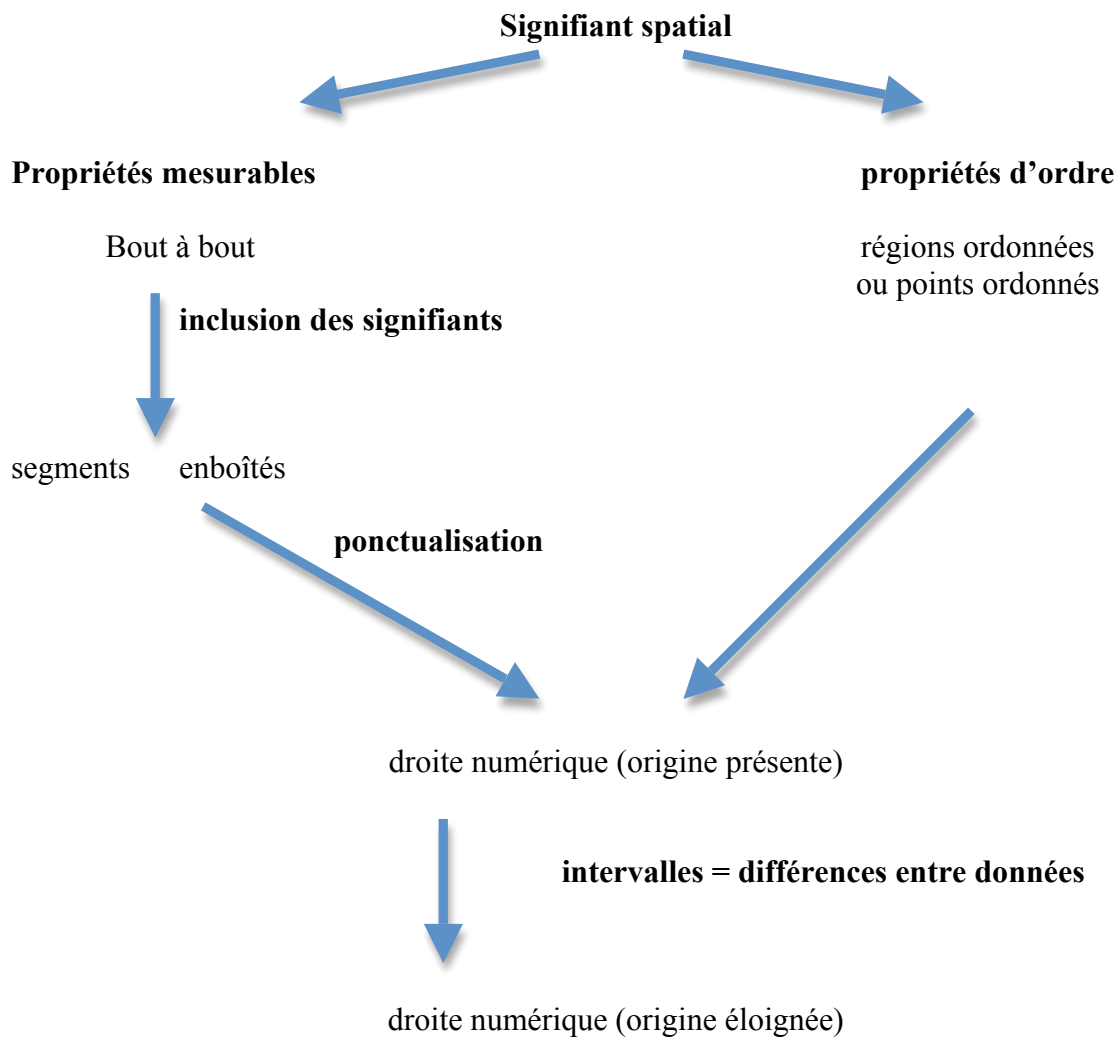 Signifiant spatial
Propriétés mesurables
propriétés d’ordre
Bout à bout
régions ordonnées
ou points ordonnés
inclusion des signifiants
segments enboîtés
ponctualisation
droite numérique (origine présente)
intervalles = différences entre données
droite numérique (origine éloignée)